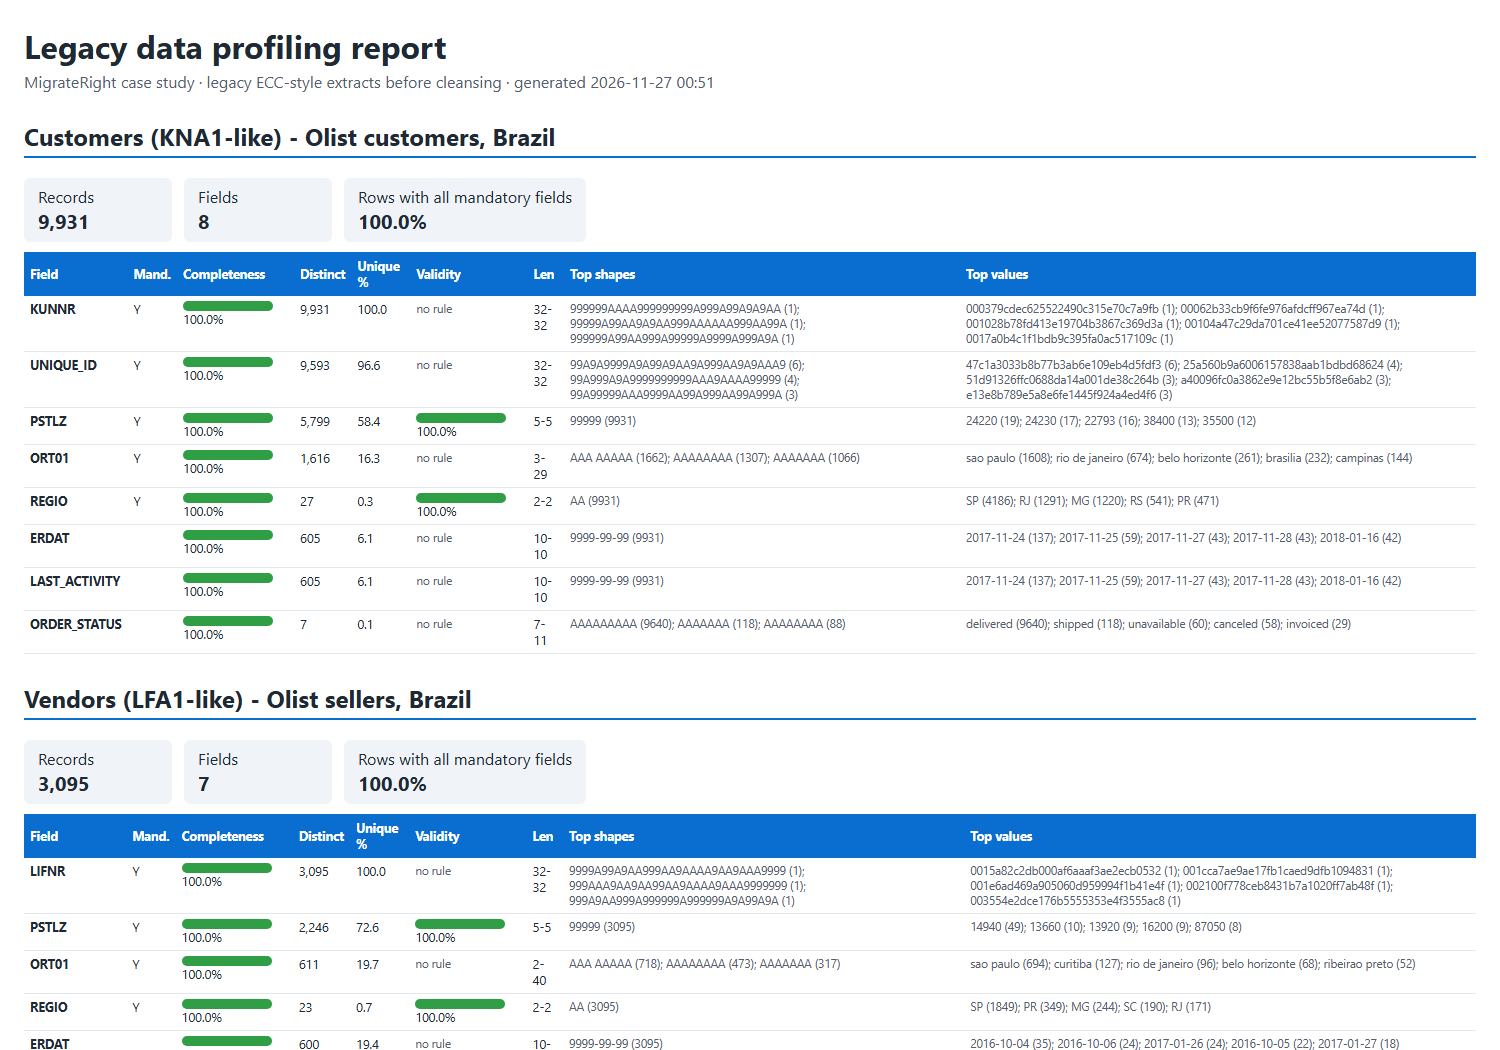 Legacy data profiling report
MigrateRight case study · legacy ECC-style extracts before cleansing · generated 2026-11-27 00:51
Customers (KNA1-like) - Olist customers, Brazil
Records Fields Rows with all mandatory fields
9,931 8 100.0%
Field Mand. Completeness Distinct Unique % Validity Len Top shapes Top values
KUNNR Y 100.0% 9,931 100.0 no rule 32-32 999999AAAA999999999A999A99A9A9AA (1); 000379cdec625522490c315e70c7a9fb (1); 00062b33cb9f6fe976afdcff967ea74d (1);
99999A99AA9A9AA999AAAAAA999AA99A (1); 001028b78fd413e19704b3867c369d3a (1); 00104a47c29da701ce41ee52077587d9 (1);
999999A99AA999A99999A9999A999A9A (1) 0017a0b4c1f1bdb9c395fa0ac517109c (1)
UNIQUE_ID Y 100.0% 9,593 96.6 no rule 32-32 99A9A9999A9A99A9AA9A999AA9A9AAA9 (6); 47c1a3033b8b77b3ab6e109eb4d5fdf3 (6); 25a560b9a6006157838aab1bdbd68624 (4);
99A999A9A9999999999AAA9AAAA99999 (4); 51d91326ffc0688da14a001de38c264b (3); a40096fc0a3862e9e12bc55b5f8e6ab2 (3);
99A99999AAA9999AA99A999AA99A999A (3) e13e8b789e5a8e6fe1445f924a4ed4f6 (3)
PSTLZ Y 100.0% 5,799 58.4 100.0% 5-5 99999 (9931) 24220 (19); 24230 (17); 22793 (16); 38400 (13); 35500 (12)
ORT01 Y 100.0% 1,616 16.3 no rule 3-29 AAA AAAAA (1662); AAAAAAAA (1307); AAAAAAA (1066) sao paulo (1608); rio de janeiro (674); belo horizonte (261); brasilia (232); campinas (144)
REGIO Y 100.0% 27 0.3 100.0% 2-2 AA (9931) SP (4186); RJ (1291); MG (1220); RS (541); PR (471)
ERDAT 100.0% 605 6.1 no rule 10-10 9999-99-99 (9931) 2017-11-24 (137); 2017-11-25 (59); 2017-11-27 (43); 2017-11-28 (43); 2018-01-16 (42)
LAST_ACTIVITY 100.0% 605 6.1 no rule 10-10 9999-99-99 (9931) 2017-11-24 (137); 2017-11-25 (59); 2017-11-27 (43); 2017-11-28 (43); 2018-01-16 (42)
ORDER_STATUS 100.0% 7 0.1 no rule 7-11 AAAAAAAAA (9640); AAAAAAA (118); AAAAAAAA (88) delivered (9640); shipped (118); unavailable (60); canceled (58); invoiced (29)
Vendors (LFA1-like) - Olist sellers, Brazil
Records Fields Rows with all mandatory fields
3,095 7 100.0%
Field Mand. Completeness Distinct Unique % Validity Len Top shapes Top values
LIFNR Y 100.0% 3,095 100.0 no rule 32-32 9999A99A9AA999AA9AAAA9AA9AAA9999 (1); 0015a82c2db000af6aaaf3ae2ecb0532 (1); 001cca7ae9ae17fb1caed9dfb1094831 (1);
999AAA9AA9AA99AA9AAAA9AAA9999999 (1); 001e6ad469a905060d959994f1b41e4f (1); 002100f778ceb8431b7a1020ff7ab48f (1);
999A9AA999A999999A999999A9A99A9A (1) 003554e2dce176b5555353e4f3555ac8 (1)
PSTLZ Y 100.0% 2,246 72.6 100.0% 5-5 99999 (3095) 14940 (49); 13660 (10); 13920 (9); 16200 (9); 87050 (8)
ORT01 Y 100.0% 611 19.7 no rule 2-40 AAA AAAAA (718); AAAAAAAA (473); AAAAAAA (317) sao paulo (694); curitiba (127); rio de janeiro (96); belo horizonte (68); ribeirao preto (52)
REGIO Y 100.0% 23 0.7 100.0% 2-2 AA (3095) SP (1849); PR (349); MG (244); SC (190); RJ (171)
ERDAT 600 19.4 no rule 10- 9999-99-99 (3095) 2016-10-04 (35); 2016-10-06 (24); 2017-01-26 (24); 2016-10-05 (22); 2017-01-27 (18)